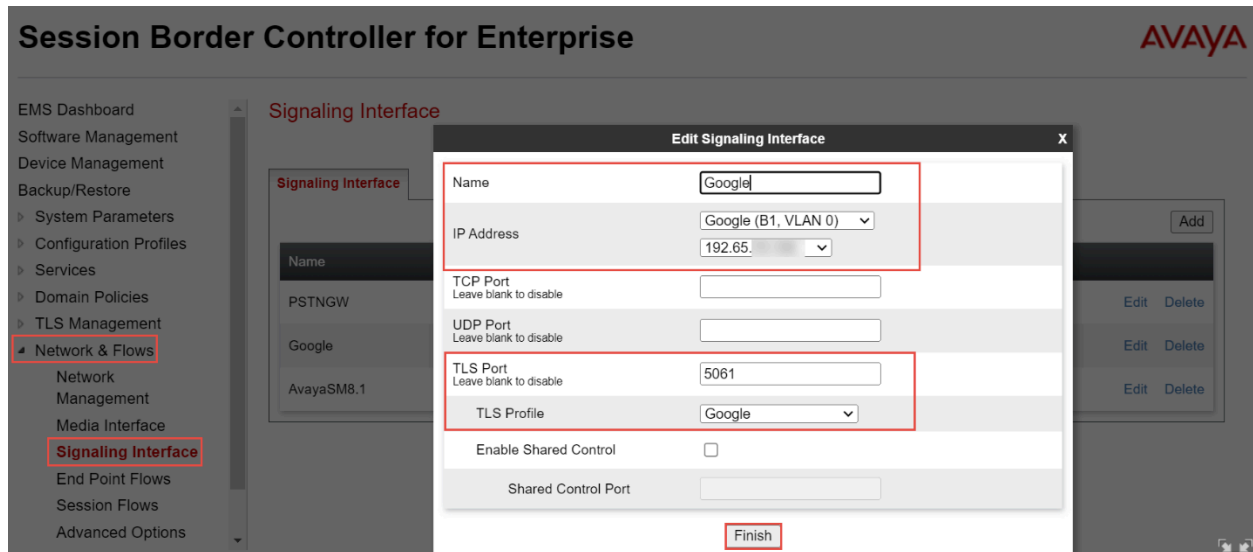 Session Border Controller for Enterprise
AVAYA
EMS Dashboard
Software Management
Device Management
Backup/Restore
System Parameters
Configuration Profiles
Services
Domain Policies
TLS Management
Network & Flows
Network
Management
Media Interface
Signaling Interface
End Point Flows
Session Flows
Advanced Options
Signaling Interface
Signaling Interface
Add
Name
PSTNGW
Edit Delete
Google
Edit Delete
AvayaSM8.1
Edit Delete
Edit Signaling Interface
X
Name
Google
IP Address
Google (B1, VLAN 0)
192.65.
TCP Port
Leave blank to disable
UDP Port
Leave blank to disable
TLS Port
Leave blank to disable
5061
TLS Profile
Google
Enable Shared Control
Shared Control Port
Finish